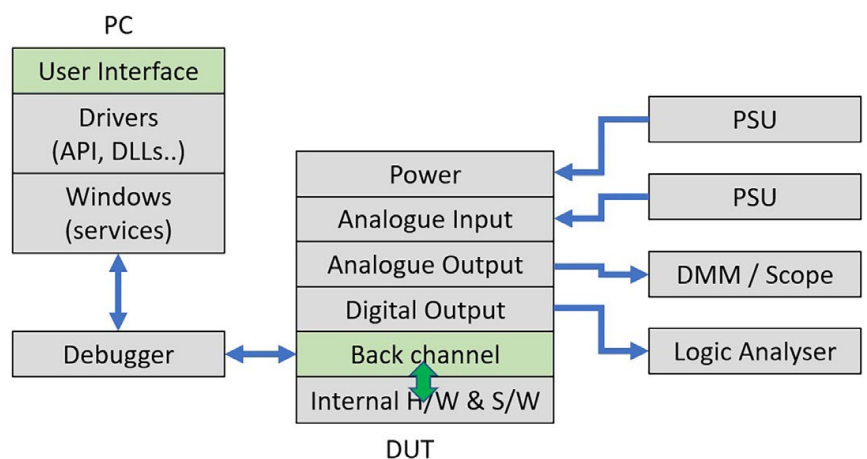 PC
User Interface
Drivers
(API, DLLs..)
Windows
(services)
Debugger
Power
Analogue Input
Analogue Output
Digital Output
Back channel
Internal H/W & S/W
DUT
PSU
PSU
DMM / Scope
Logic Analyser